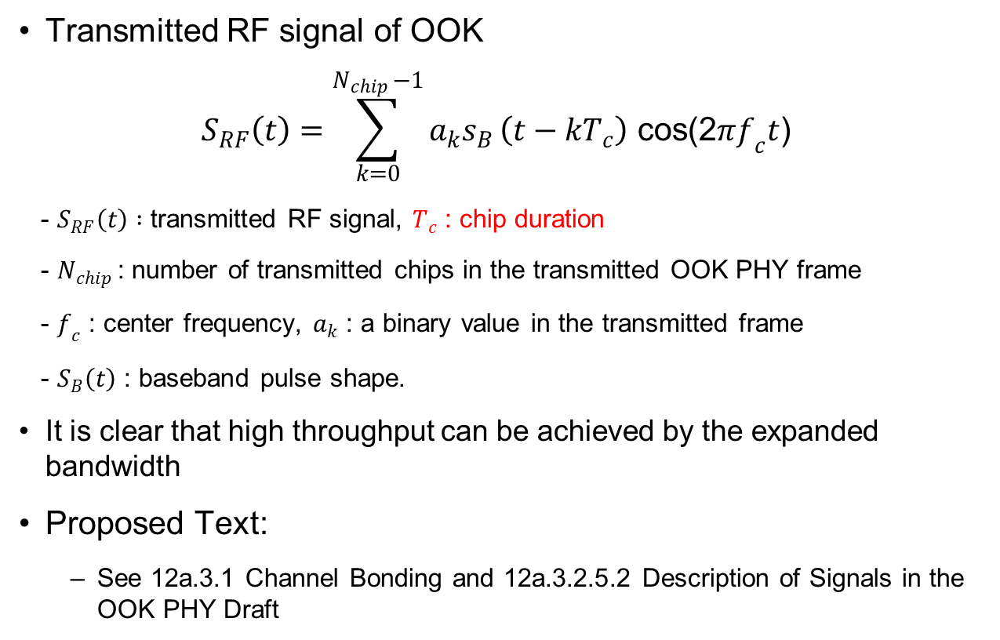 • Transmitted RF signal of OOK
S_{RF}(t) = \sum_{k=0}^{N_{chip}-1} a_k s_B (t − kT_c) cos(2πf_c t)
- S_{RF}(t) : transmitted RF signal, T_c : chip duration
- N_{chip} : number of transmitted chips in the transmitted OOK PHY frame
- f_c : center frequency, a_k : a binary value in the transmitted frame
- S_B(t) : baseband pulse shape.
• It is clear that high throughput can be achieved by the expanded
bandwidth
• Proposed Text:
– See 12a.3.1 Channel Bonding and 12a.3.2.5.2 Description of Signals in the
OOK PHY Draft